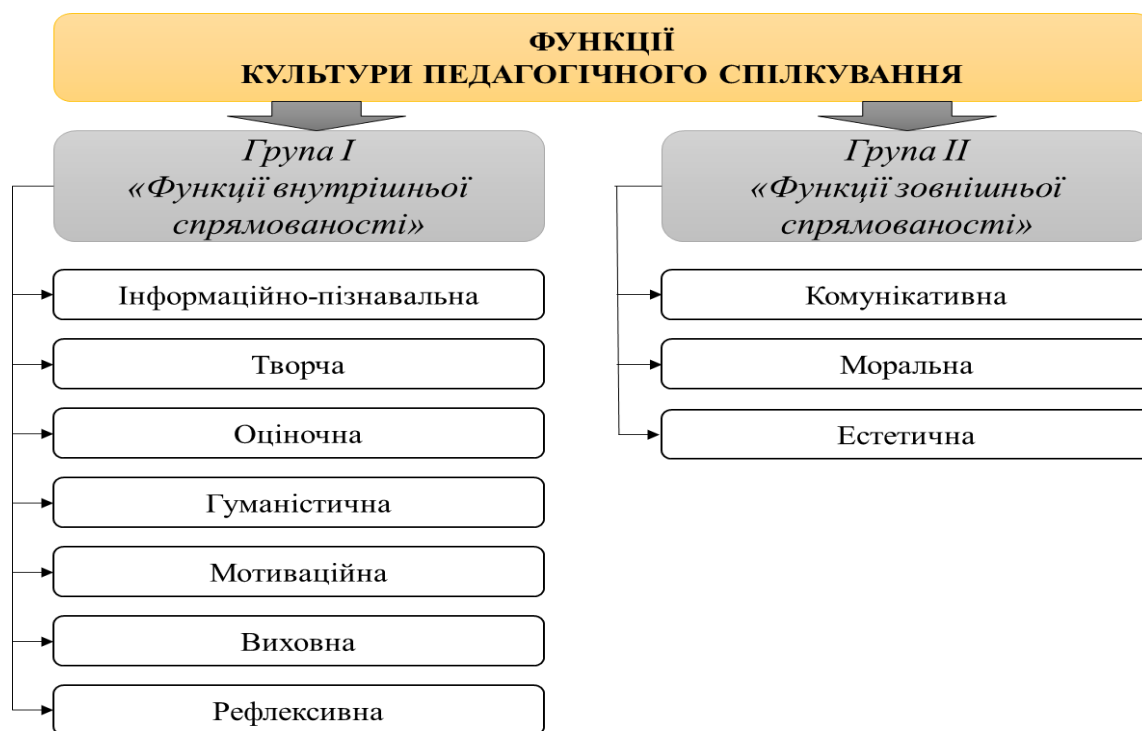 ФУНКЦІЇ
КУЛЬТУРИ ПЕДАГОГІЧНОГО СПІЛКУВАННЯ
Група І
«Функції внутрішньої
спрямованості»
Інформаційно-пізнавальна
Творча
Оціночна
Гуманістична
Мотиваційна
Виховна
Рефлексивна
Група ІІ
«Функції зовнішньої
спрямованості»
Комунікативна
Моральна
Естетична